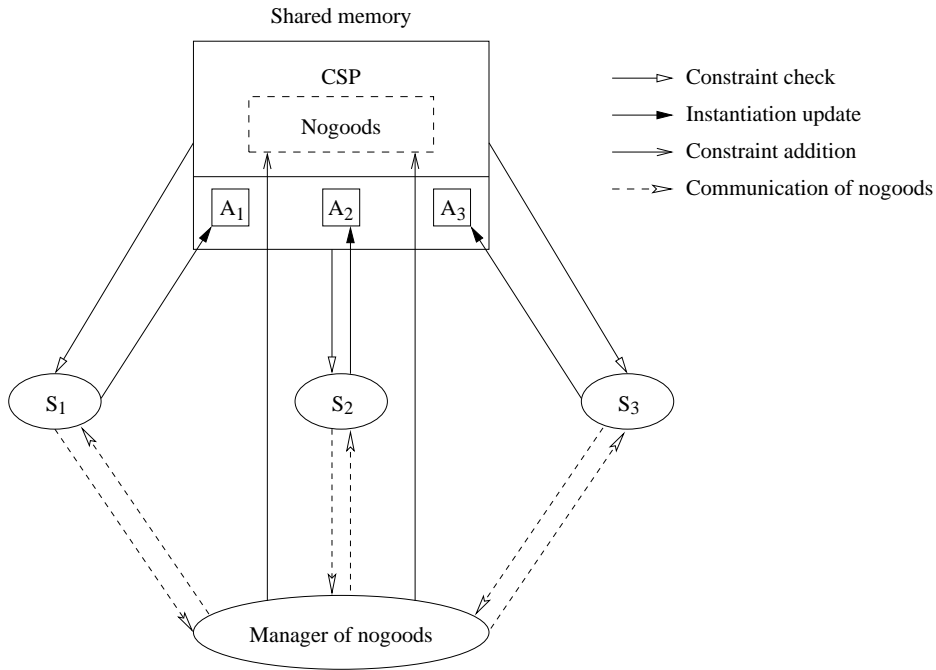 Shared memory
CSP
Nogoods
A1 A2 A3
S1 S2 S3
Manager of nogoods
Constraint check
Instantiation update
Constraint addition
Communication of nogoods